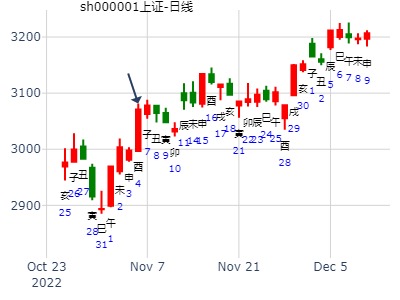 sh000001上证-日线
3200
3100
3000
2900
亥
25
子
26
丑
27
寅
28
巳
31
午
1
未
2
申
3
酉
4
子
7
丑
8
寅
9
卯
10
辰
11
未
14
申
15
酉
16
戌
17
亥
18
寅
21
卯
22
辰
23
巳
24
午
25
酉
28
戌
29
亥
30
子
1
丑
2
辰
5
巳
6
午
7
未
8
申
9
Oct 23
2022
Nov 7
Nov 21
Dec 5